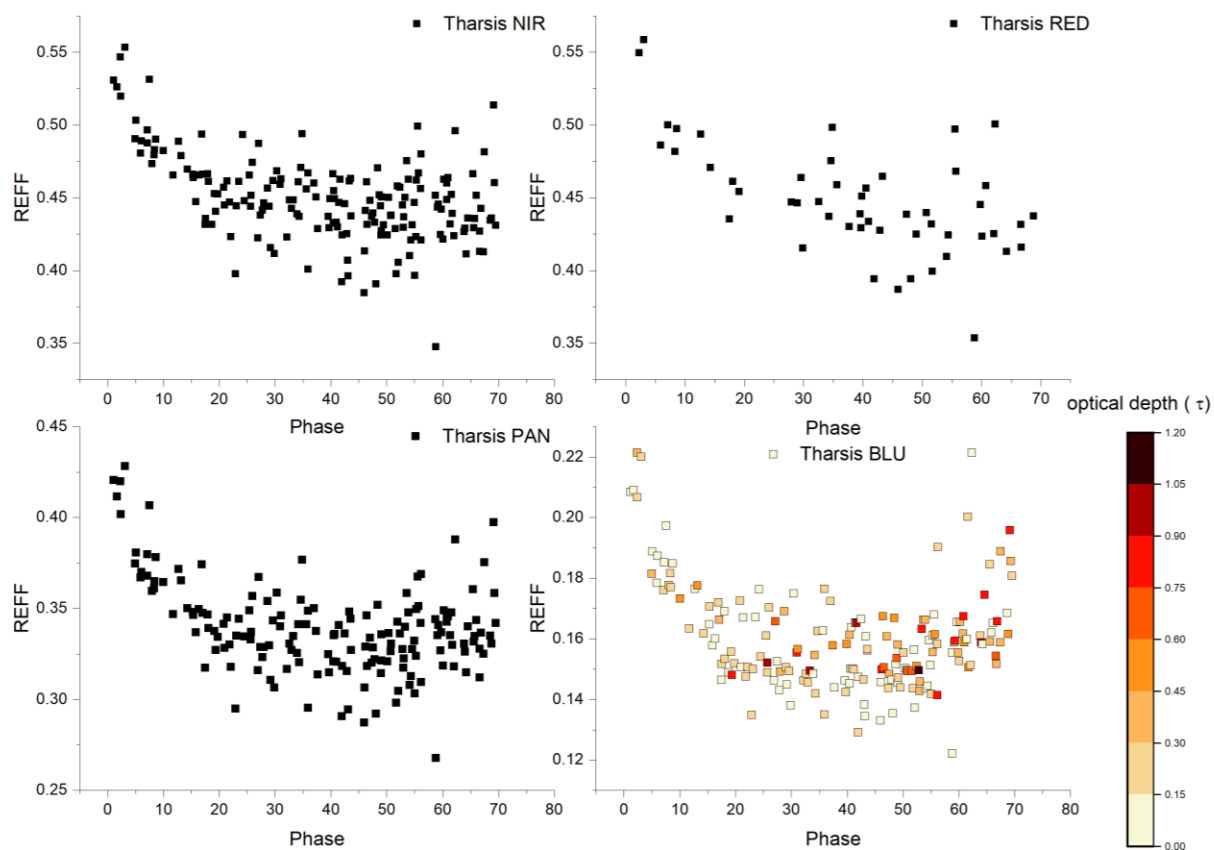 Tharsis NIR
0.55
0.50
0.45
0.40
0.35
REFF
0 10 20 30 40 50 60 70 80
Phase
Tharsis RED
0.55
0.50
0.45
0.40
0.35
REFF
0 10 20 30 40 50 60 70 80
Phase
Tharsis PAN
0.45
0.40
0.35
0.30
0.25
REFF
0 10 20 30 40 50 60 70 80
Phase
Tharsis BLU
0.22
0.20
0.18
0.16
0.14
0.12
REFF
0 10 20 30 40 50 60 70 80
Phase
optical depth ( τ)
1.20
1.05
0.90
0.75
0.60
0.45
0.30
0.15
0.00